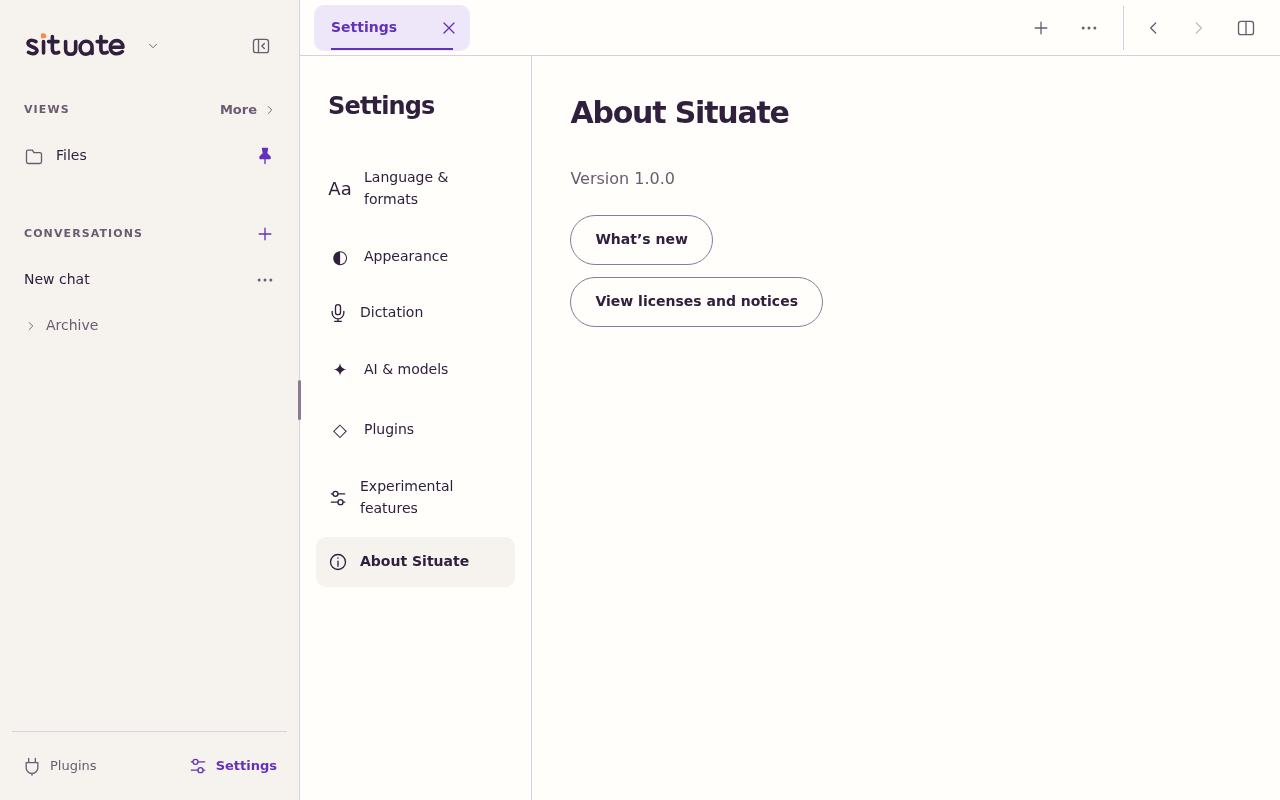 situate
VIEWS
More
Files
CONVERSATIONS
New chat
Archive
Plugins
Settings
Settings
Settings
Aa
Language &
formats
Appearance
Dictation
AI & models
Plugins
Experimental
features
About Situate
About Situate
Version 1.0.0
What’s new
View licenses and notices